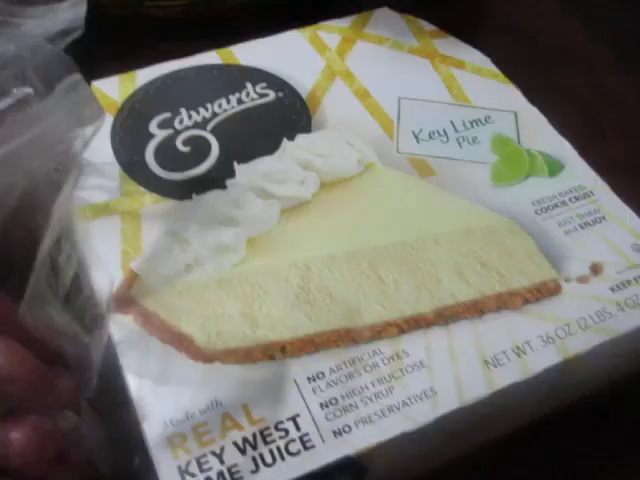 Edwards.
Key Lime
Pie
FRESH BAKED
COOKIE CRUST
JUST THAW
and ENJOY
NET WT. 36 OZ (2 LBS, 4 OZ
Made with
REAL
KEY WEST
JUICE
NO ARTIFICIAL
FLAVORS OR DYES
NO HIGH FRUCTOSE
CORN SYRUP
NO PRESERVATIVES